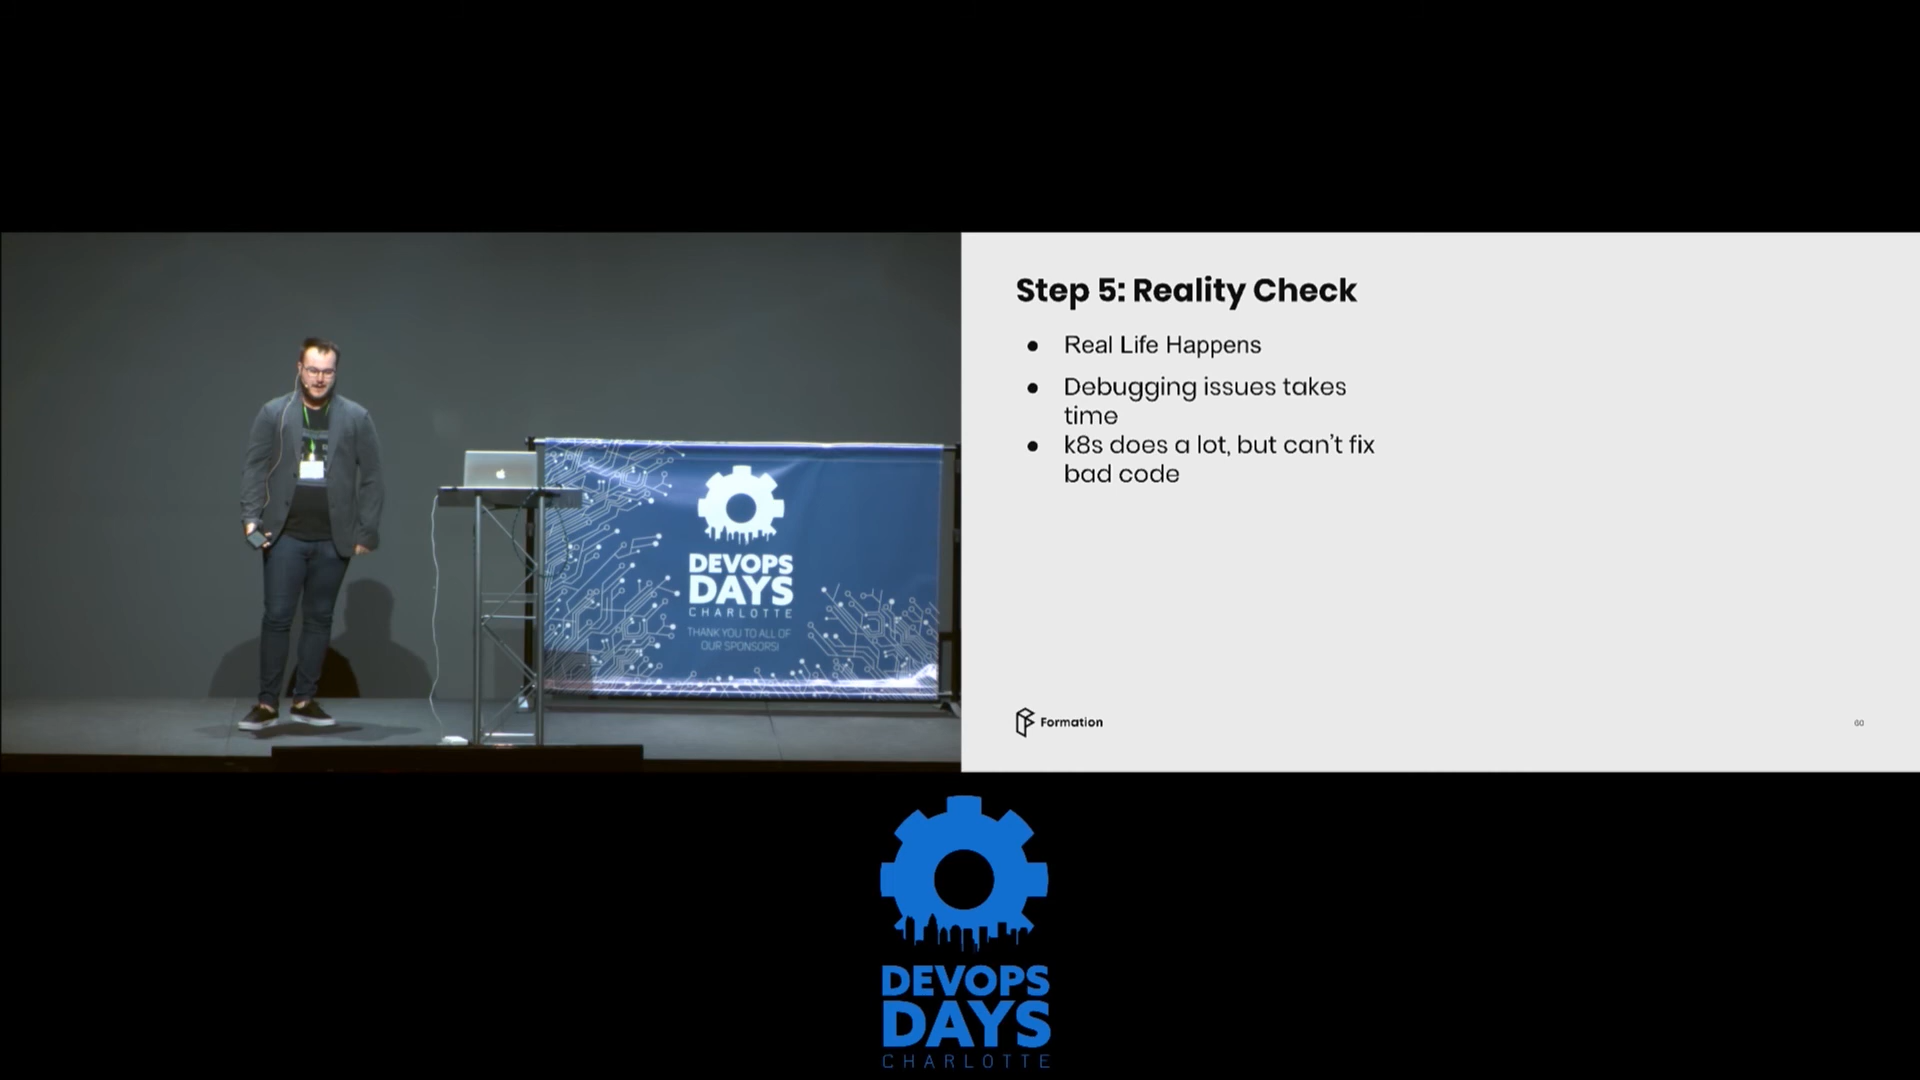 Step 5: Reality Check
● Real Life Happens
● Debugging issues takes
time
● k8s does a lot, but can't fix
bad code
Formation
60
DEVOPS
DAYS
CHARLOTTE
THANK YOU TO ALL OF
OUR SPONSORS!
DEVOPS
DAYS
CHARLOTTE